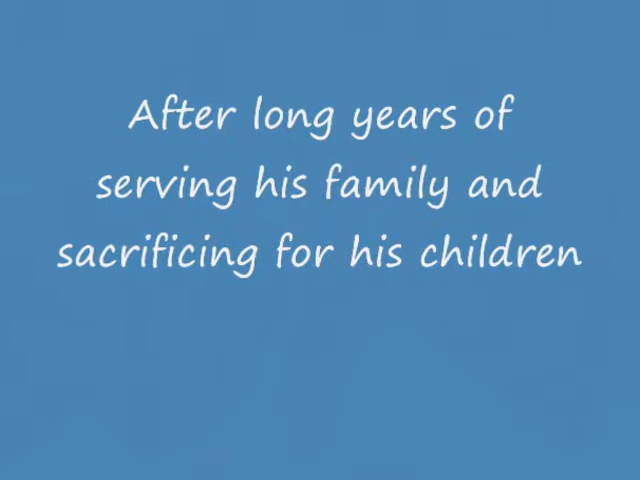 After long years of
serving his family and
sacrificing for his children